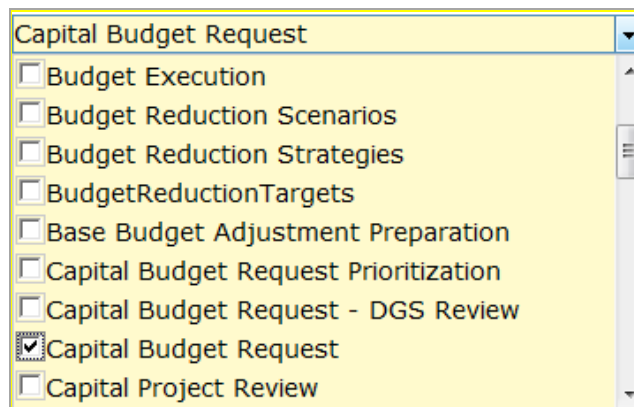 Capital Budget Request
Budget Execution
Budget Reduction Scenarios
Budget Reduction Strategies
BudgetReductionTargets
Base Budget Adjustment Preparation
Capital Budget Request Prioritization
Capital Budget Request - DGS Review
Capital Budget Request
Capital Project Review